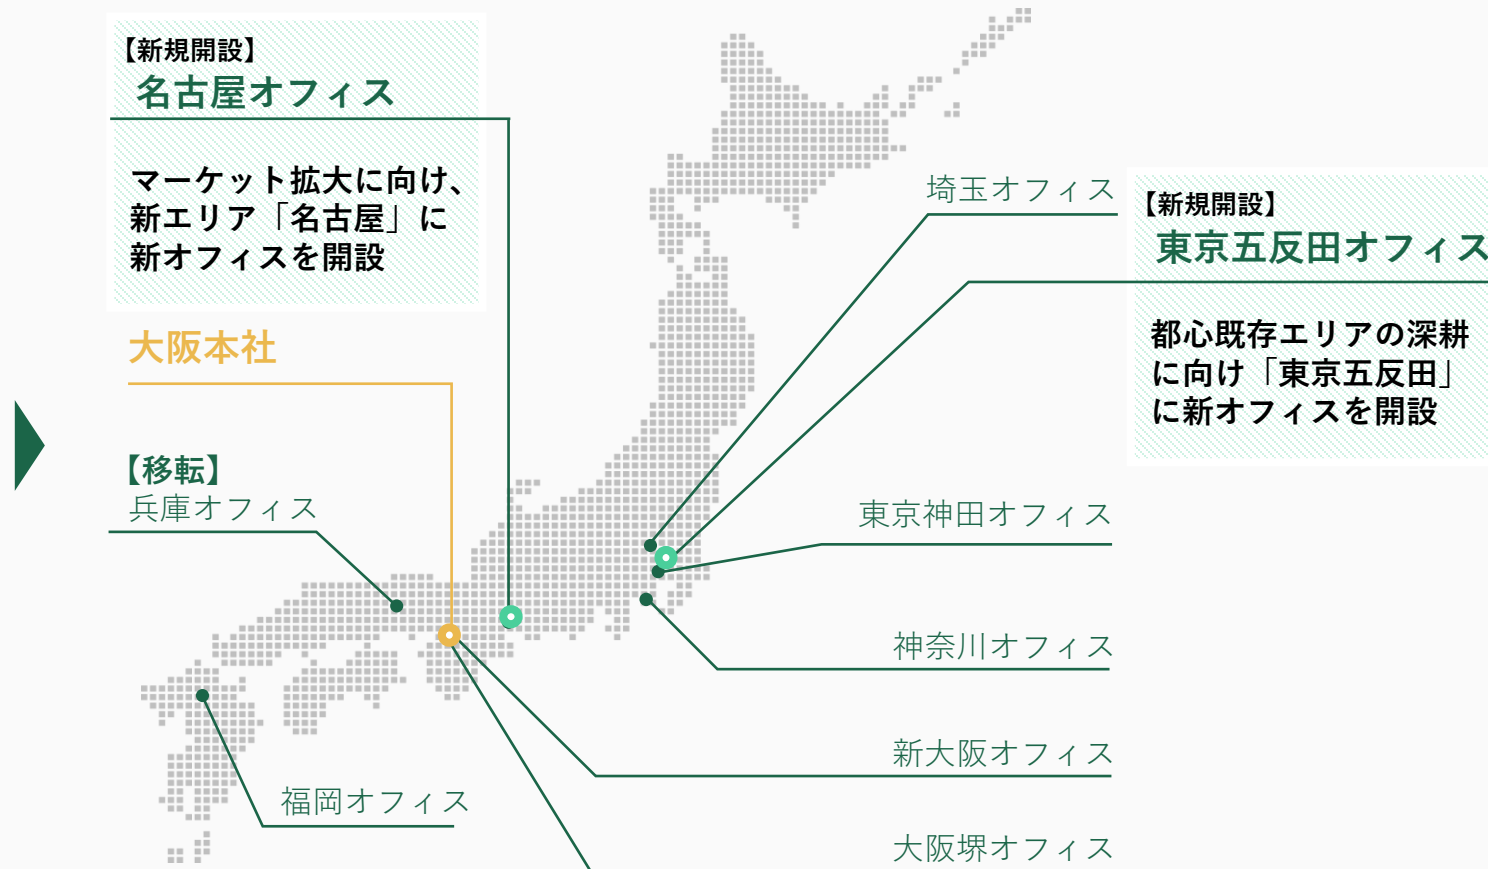 【新規開設】
名古屋オフィス
マーケット拡大に向け、
新エリア「名古屋」に
新オフィスを開設
大阪本社
【移転】
兵庫オフィス
福岡オフィス
埼玉オフィス
【新規開設】
東京五反田オフィス
都心既存エリアの深耕
に向け「東京五反田」
に新オフィスを開設
東京神田オフィス
神奈川オフィス
新大阪オフィス
大阪堺オフィス